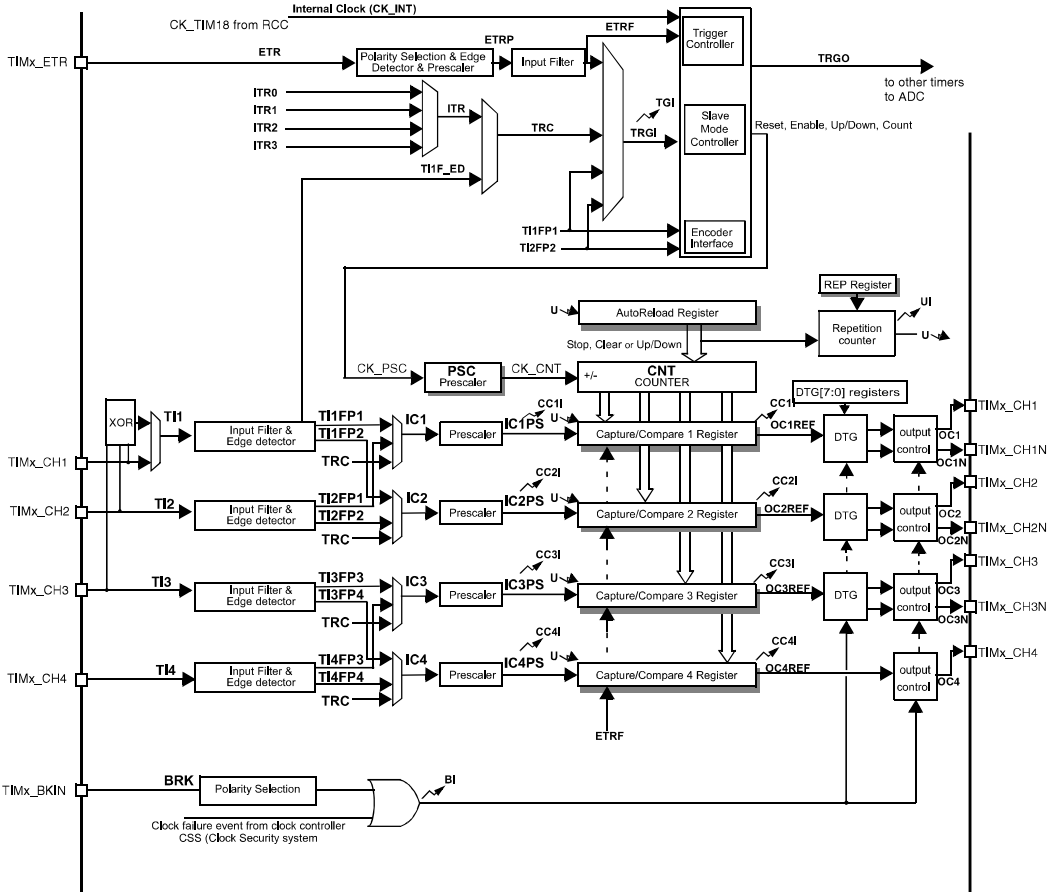 Internal Clock (CK_INT)
CK_TIM18 from RCC
TIMx_ETR
ETR
Polarity Selection & Edge
Detector & Prescaler
ETRP
Input Filter
ETRF
Trigger
Controller
TRGO
to other timers
to ADC
ITR0
ITR1
ITR2
ITR3
ITR
TRC
TI1F_ED
TGI
TRGI
Slave
Mode
Controller
Reset, Enable, Up/Down, Count
TI1FP1
TI2FP2
Encoder
Interface
REP Register
U
AutoReload Register
Repetition
counter
UI
U
Stop, Clear or Up/Down
CK_PSC
PSC
Prescaler
CK_CNT
+/-
CNT
COUNTER
DTG[7:0] registers
XOR
TI1
Input Filter &
Edge detector
TI1FP1
TI1FP2
TRC
IC1
Prescaler
IC1PS
CC1I
U
Capture/Compare 1 Register
CC1I
OC1REF
DTG
output
control
OC1
OC1N
TIMx_CH1
TIMx_CH1
TIMx_CH1N
TIMx_CH2
TI2
Input Filter &
Edge detector
TI2FP1
TI2FP2
TRC
IC2
Prescaler
IC2PS
CC2I
U
Capture/Compare 2 Register
CC2I
OC2REF
DTG
output
control
OC2
OC2N
TIMx_CH2
TIMx_CH2N
TIMx_CH3
TI3
Input Filter &
Edge detector
TI3FP3
TI3FP4
TRC
IC3
Prescaler
IC3PS
CC3I
U
Capture/Compare 3 Register
CC3I
OC3REF
DTG
output
control
OC3
OC3N
TIMx_CH3
TIMx_CH3N
TIMx_CH4
TI4
Input Filter &
Edge detector
TI4FP3
TI4FP4
TRC
IC4
Prescaler
IC4PS
CC4I
U
Capture/Compare 4 Register
CC4I
OC4REF
output
control
OC4
TIMx_CH4
ETRF
TIMx_BKIN
BRK
Polarity Selection
BI
Clock failure event from clock controller
CSS (Clock Security system